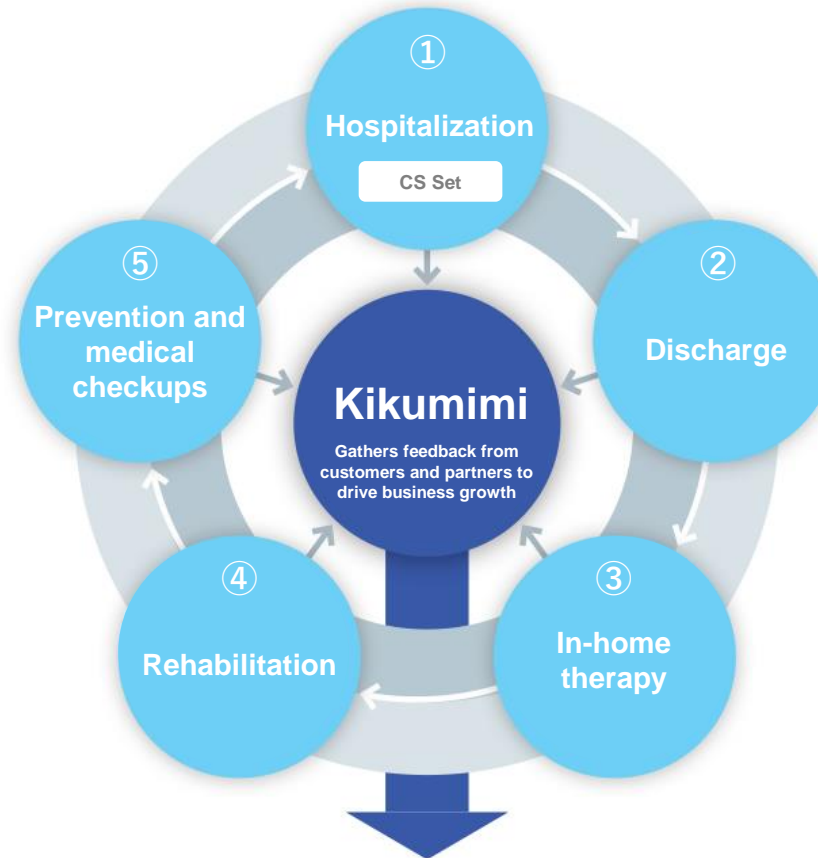 ①
Hospitalization
CS Set
②
Discharge
③
In-home
therapy
④
Rehabilitation
⑤
Prevention and
medical
checkups
Kikumimi
Gathers feedback from
customers and partners to
drive business growth